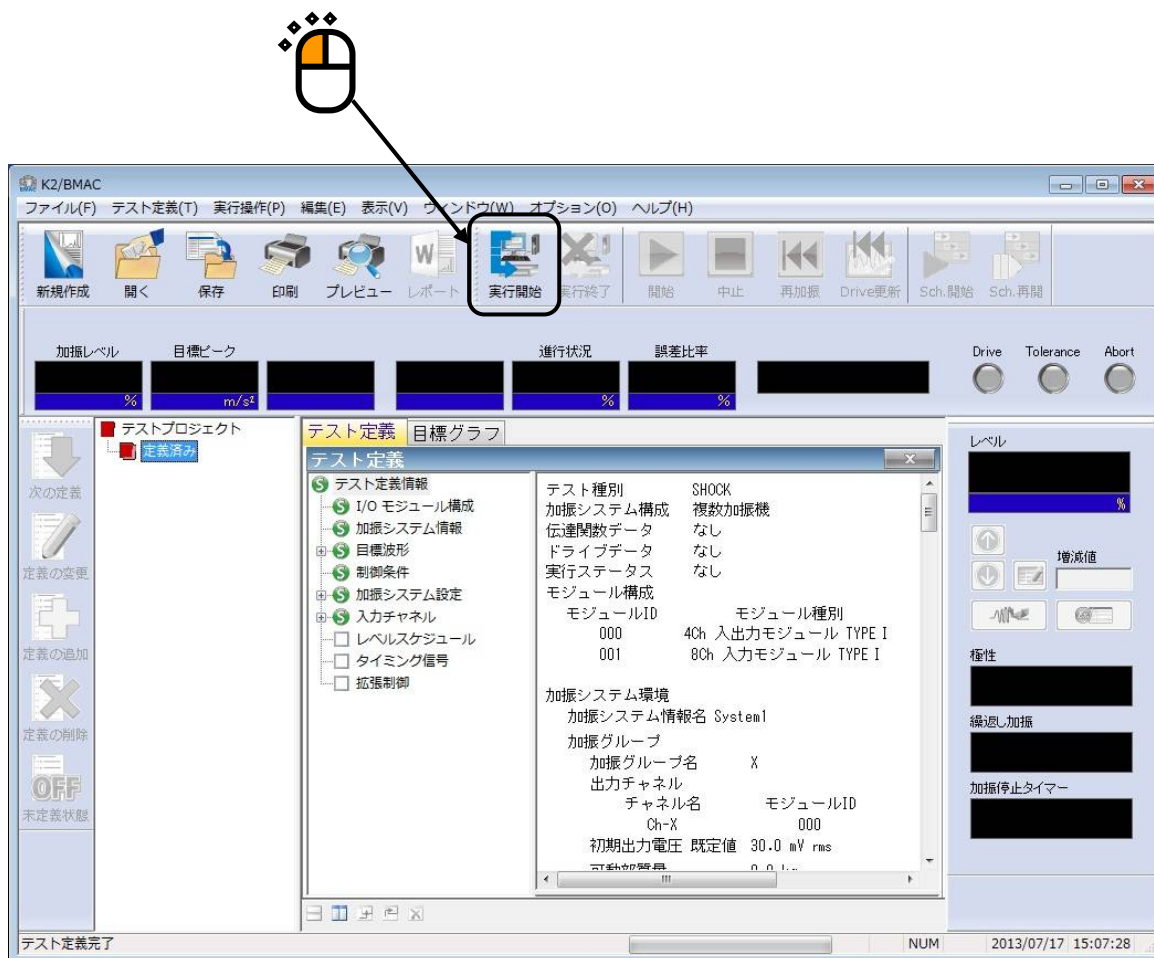 K2/BMAC
ファイル(F) テスト定義(T) 実行操作(P) 編集(E) 表示(V) ウィンドウ(W) オプション(O) ヘルプ(H)
新規作成 開く 保存 印刷 プレビュー レポート 実行開始 実行終了 開始 中止 再加振 Drive更新 Sch.開始 Sch.再開
加振レベル 目標ピーク 進行状況 誤差比率 Drive Tolerance Abort
% m/s² % %
次の定義
定義の変更
定義の追加
定義の削除
OFF
未定義状態
テストプロジェクト
定義済み
テスト定義 目標グラフ
テスト定義
テスト定義情報
I/O モジュール構成
加振システム情報
目標波形
制御条件
加振システム設定
入力チャネル
レベルスケジュール
タイミング信号
拡張制御
テスト種別 SHOCK
加振システム構成 複数加振機
伝達関数データ なし
ドライブデータ なし
実行ステータス なし
モジュール構成
モジュールID モジュール種別
000 4Ch 入出力モジュール TYPE I
001 8Ch 入力モジュール TYPE I
加振システム環境
加振システム情報名 System1
加振グループ
加振グループ名 X
出力チャネル
チャネル名 モジュールID
Ch-X 000
初期出力電圧 既定値 30.0 mV rms
レベル
%
増減値
極性
繰返し加振
加振停止タイマー
テスト定義完了 NUM 2013/07/17 15:07:28